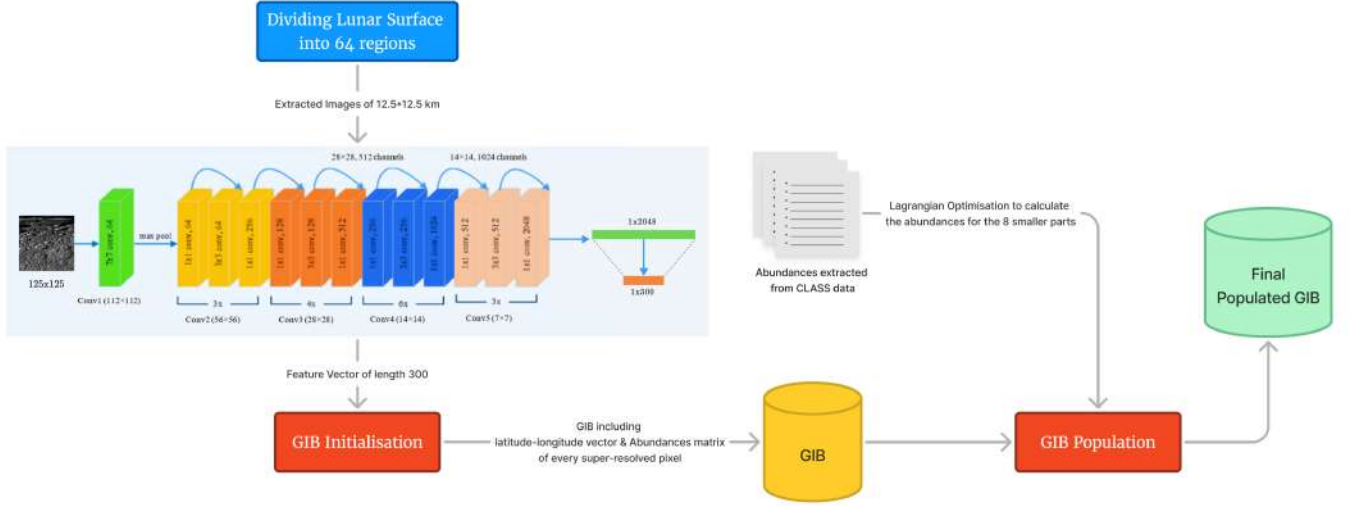 Dividing Lunar Surface
into 64 regions
Extracted Images of 12.5*12.5 km
28×28, 512 channels
14×14, 1024 channels
7x7 conv, 64
max pool
1x1 conv, 64
3x3 conv, 64
1x1 conv, 256
1x1 conv, 128
3x3 conv, 128
1x1 conv, 512
1x1 conv, 256
3x3 conv, 256
1x1 conv, 1024
1x1 conv, 512
3x3 conv, 512
1x1 conv, 2048
1x2048
1x300
125x125
Conv1 (112×112)
3x
4x
6x
3x
Conv2 (56×56)
Conv3 (28×28)
Conv4 (14×14)
Conv5 (7×7)
Abundances extracted
from CLASS data
Lagrangian Optimisation to calculate
the abundances for the 8 smaller parts
Final
Populated GIB
Feature Vector of length 300
GIB Initialisation
GIB including
latitude-longitude vector & Abundances matrix
of every super-resolved pixel
GIB
GIB Population